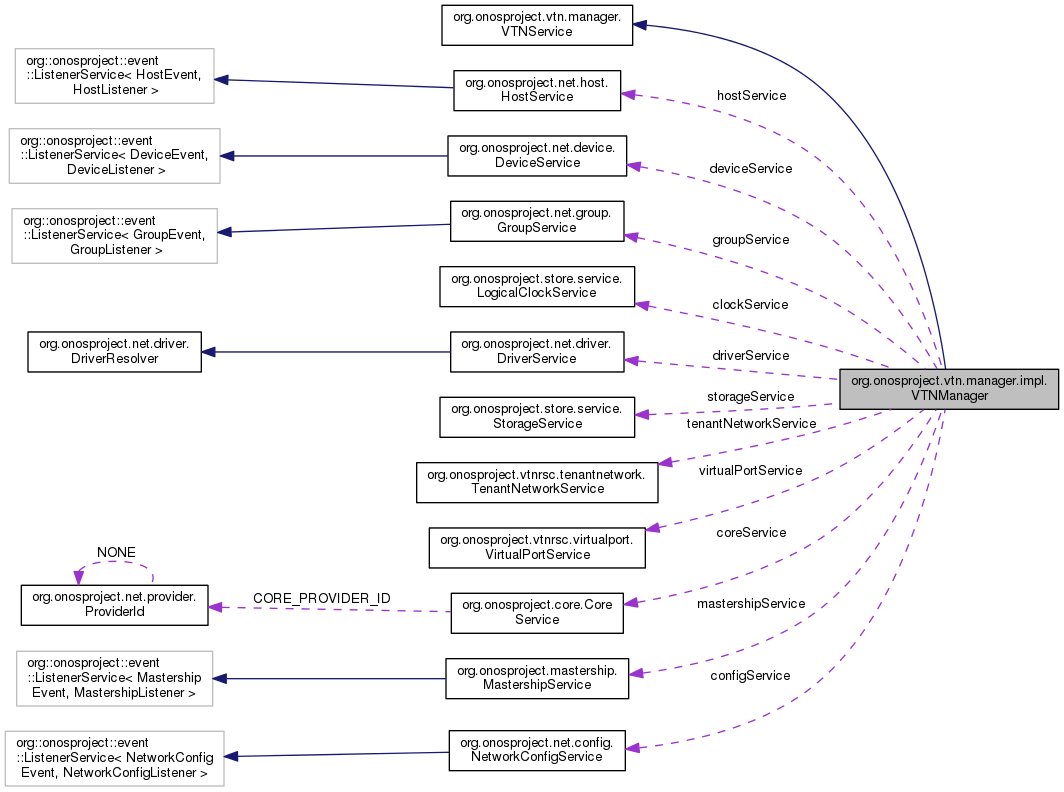 org.onosproject.vtn.manager.
VTNService
org::onosproject::event
::ListenerService< HostEvent,
HostListener >
org.onosproject.net.host.
HostService
hostService
org::onosproject::event
::ListenerService< DeviceEvent,
DeviceListener >
org.onosproject.net.device.
DeviceService
deviceService
org::onosproject::event
::ListenerService< GroupEvent,
GroupListener >
org.onosproject.net.group.
GroupService
groupService
org.onosproject.store.service.
LogicalClockService
clockService
org.onosproject.net.driver.
DriverResolver
org.onosproject.net.driver.
DriverService
driverService
org.onosproject.vtn.manager.impl.
VTNManager
org.onosproject.store.service.
StorageService
storageService
tenantNetworkService
org.onosproject.vtnrsc.tenantnetwork.
TenantNetworkService
virtualPortService
org.onosproject.vtnrsc.virtualport.
VirtualPortService
coreService
NONE
org.onosproject.net.provider.
ProviderId
CORE_PROVIDER_ID
org.onosproject.core.Core
Service
mastershipService
org::onosproject::event
::ListenerService< Mastership
Event, MastershipListener >
org.onosproject.mastership.
MastershipService
configService
org::onosproject::event
::ListenerService< NetworkConfig
Event, NetworkConfigListener >
org.onosproject.net.config.
NetworkConfigService